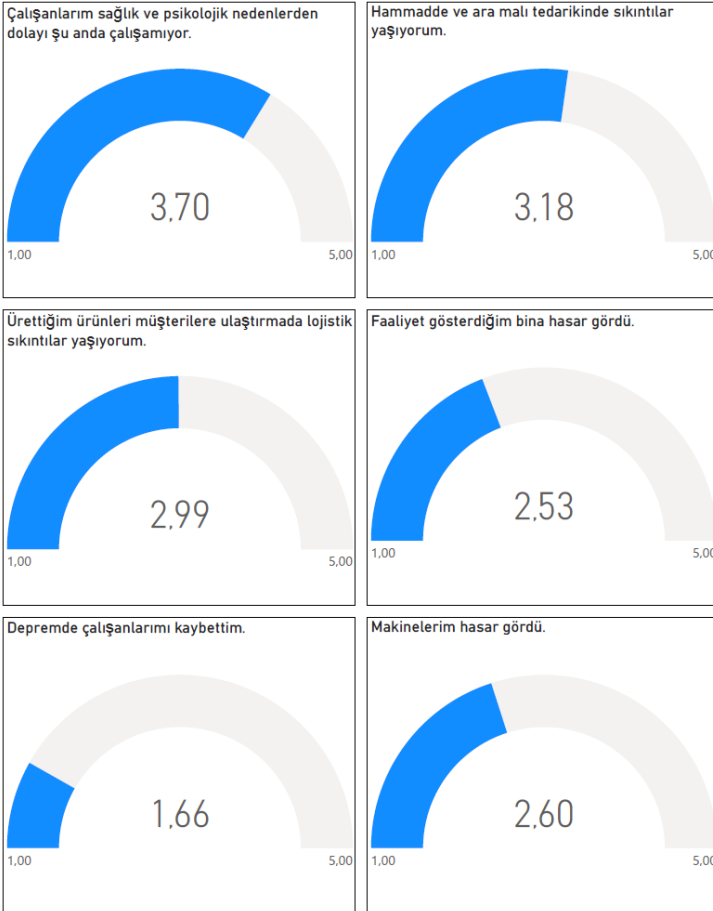 Çalışanlarım sağlık ve psikolojik nedenlerden
dolayı şu anda çalışamıyor.
3,70
1,00
5,00
Hammadde ve ara malı tedarikinde sıkıntılar
yaşıyorum.
3,18
1,00
5,00
Ürettiğim ürünleri müşterilere ulaştırmada lojistik
sıkıntılar yaşıyorum.
2,99
1,00
5,00
Faaliyet gösterdiğim bina hasar gördü.
2,53
1,00
5,00
Depremde çalışanlarımı kaybettim.
1,66
1,00
5,00
Makinelerim hasar gördü.
2,60
1,00
5,00